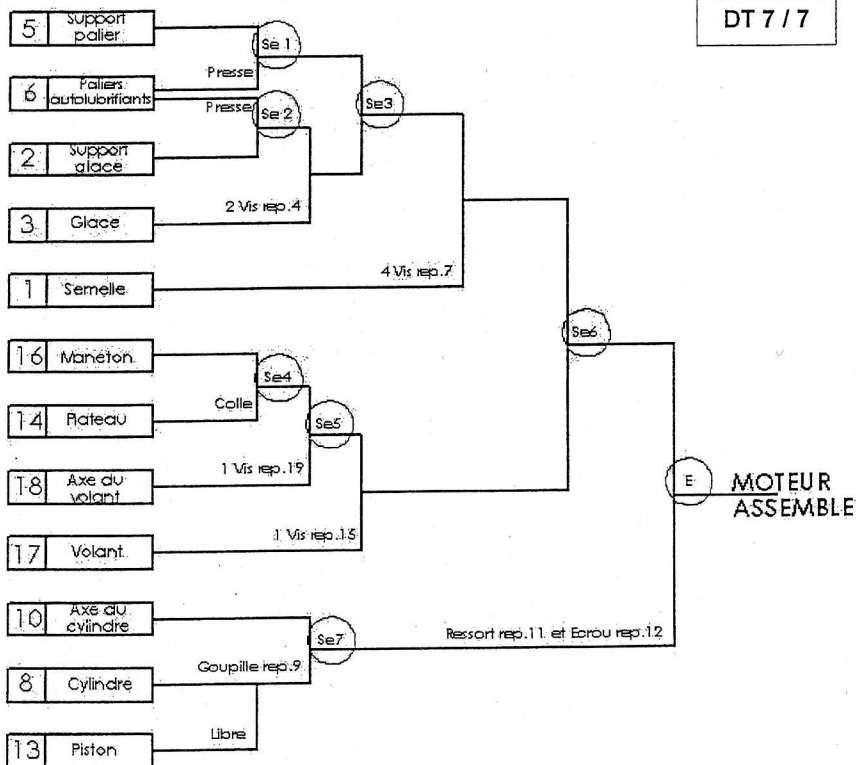 DT 7 / 7
5
Support
palier
Se 1
Presse
6
Paliers
autolubrifiants
Presse
Se 2
Se3
2
Support
glace
2 Vis rep.4
3
Glace
4 Vis rep.7
1
Semelle
Se6
16
Maneton
Se4
Colle
14
Plateau
Se5
1 Vis rep.19
18
Axe du
volant
E
MOTEUR
ASSEMBLE
1 Vis rep.15
17
Volant
10
Axe du
cylindre
Se7
Ressort rep.11 et Ecrou rep.12
Goupille rep.9
8
Cylindre
Libre
13
Piston